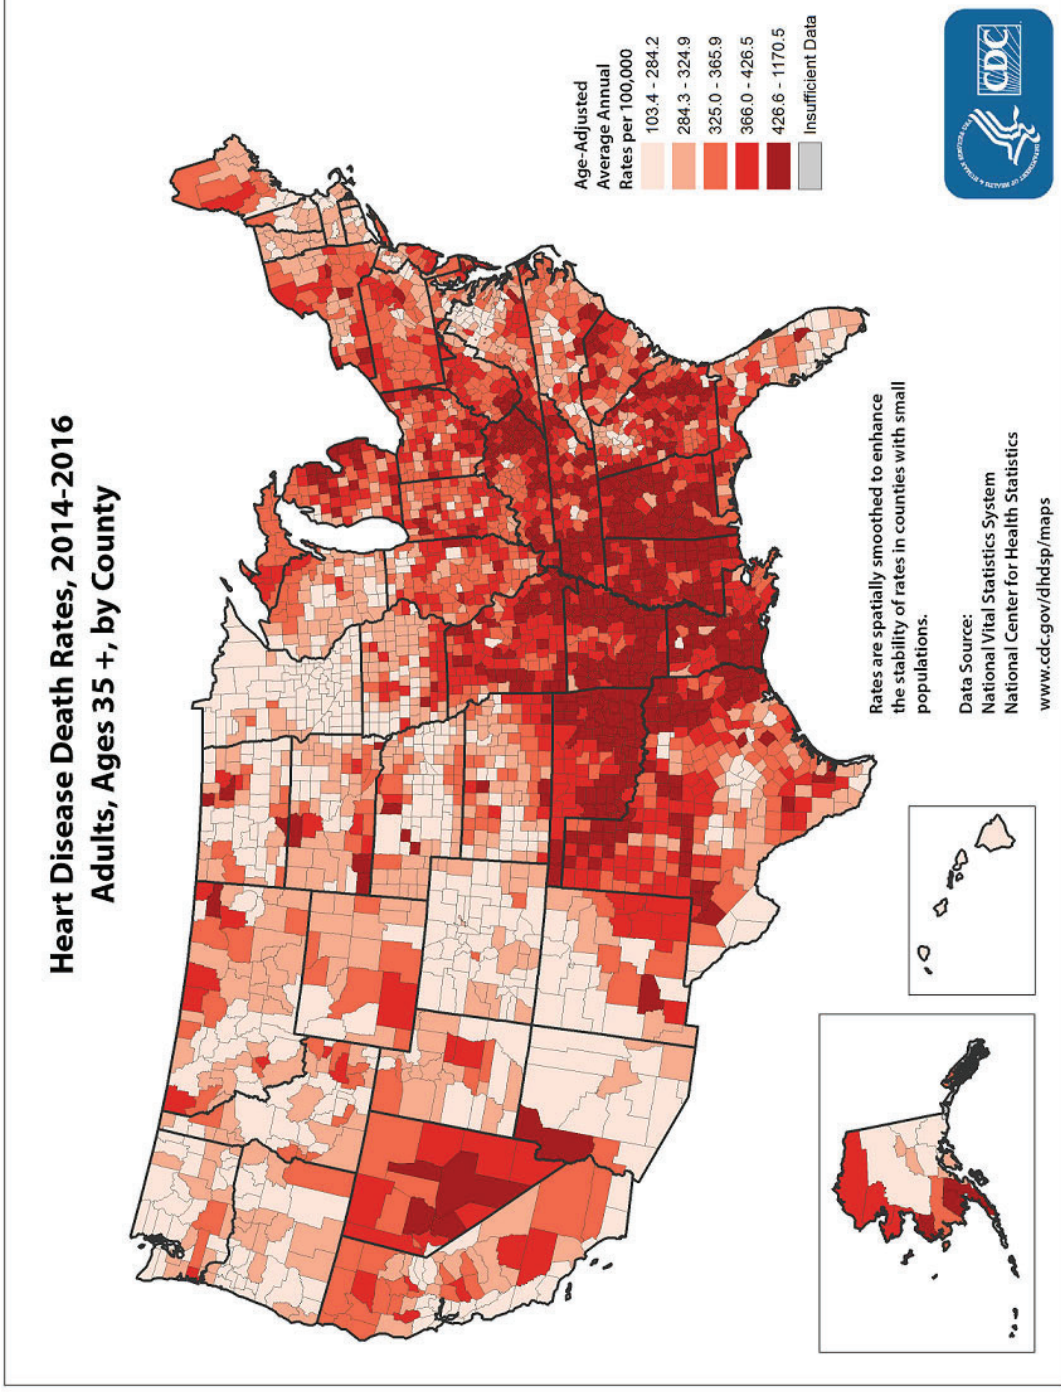 Heart Disease Death Rates, 2014-2016
Adults, Ages 35 +, by County
Age-Adjusted
Average Annual
Rates per 100,000
103.4 - 284.2
284.3 - 324.9
325.0 - 365.9
366.0 - 426.5
426.6 - 1170.5
Insufficient Data
Rates are spatially smoothed to enhance
the stability of rates in counties with small
populations.
Data Source:
National Vital Statistics System
National Center for Health Statistics
www.cdc.gov/dhdsp/maps
CDC